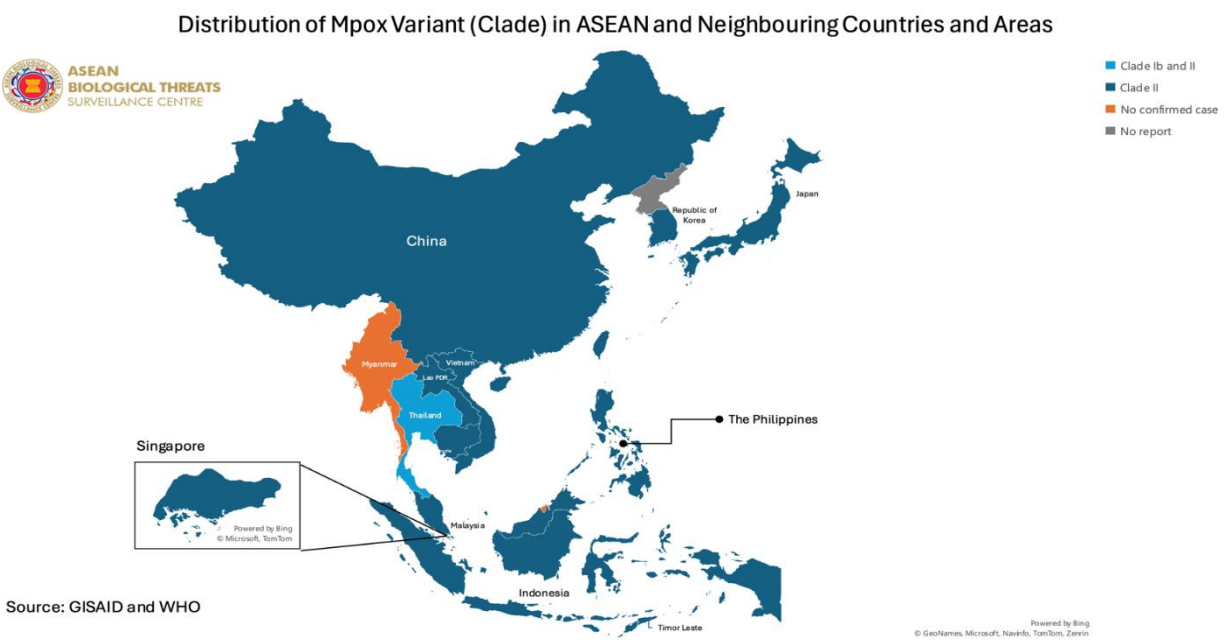 Distribution of Mpox Variant (Clade) in ASEAN and Neighbouring Countries and Areas
ASEAN
BIOLOGICAL THREATS
SURVEILLANCE CENTRE
Clade Ib and II
Clade II
No confirmed case
No report
Japan
Republic of
Korea
China
Myanmar
Vietnam
Lao PDR
Thailand
The Philippines
Singapore
Powered by Bing
© Microsoft, TomTom
Malaysia
Indonesia
Timor Leste
Source: GISAID and WHO
Powered by Bing
© GeoNames, Microsoft, Navinfo, TomTom, Zenrin